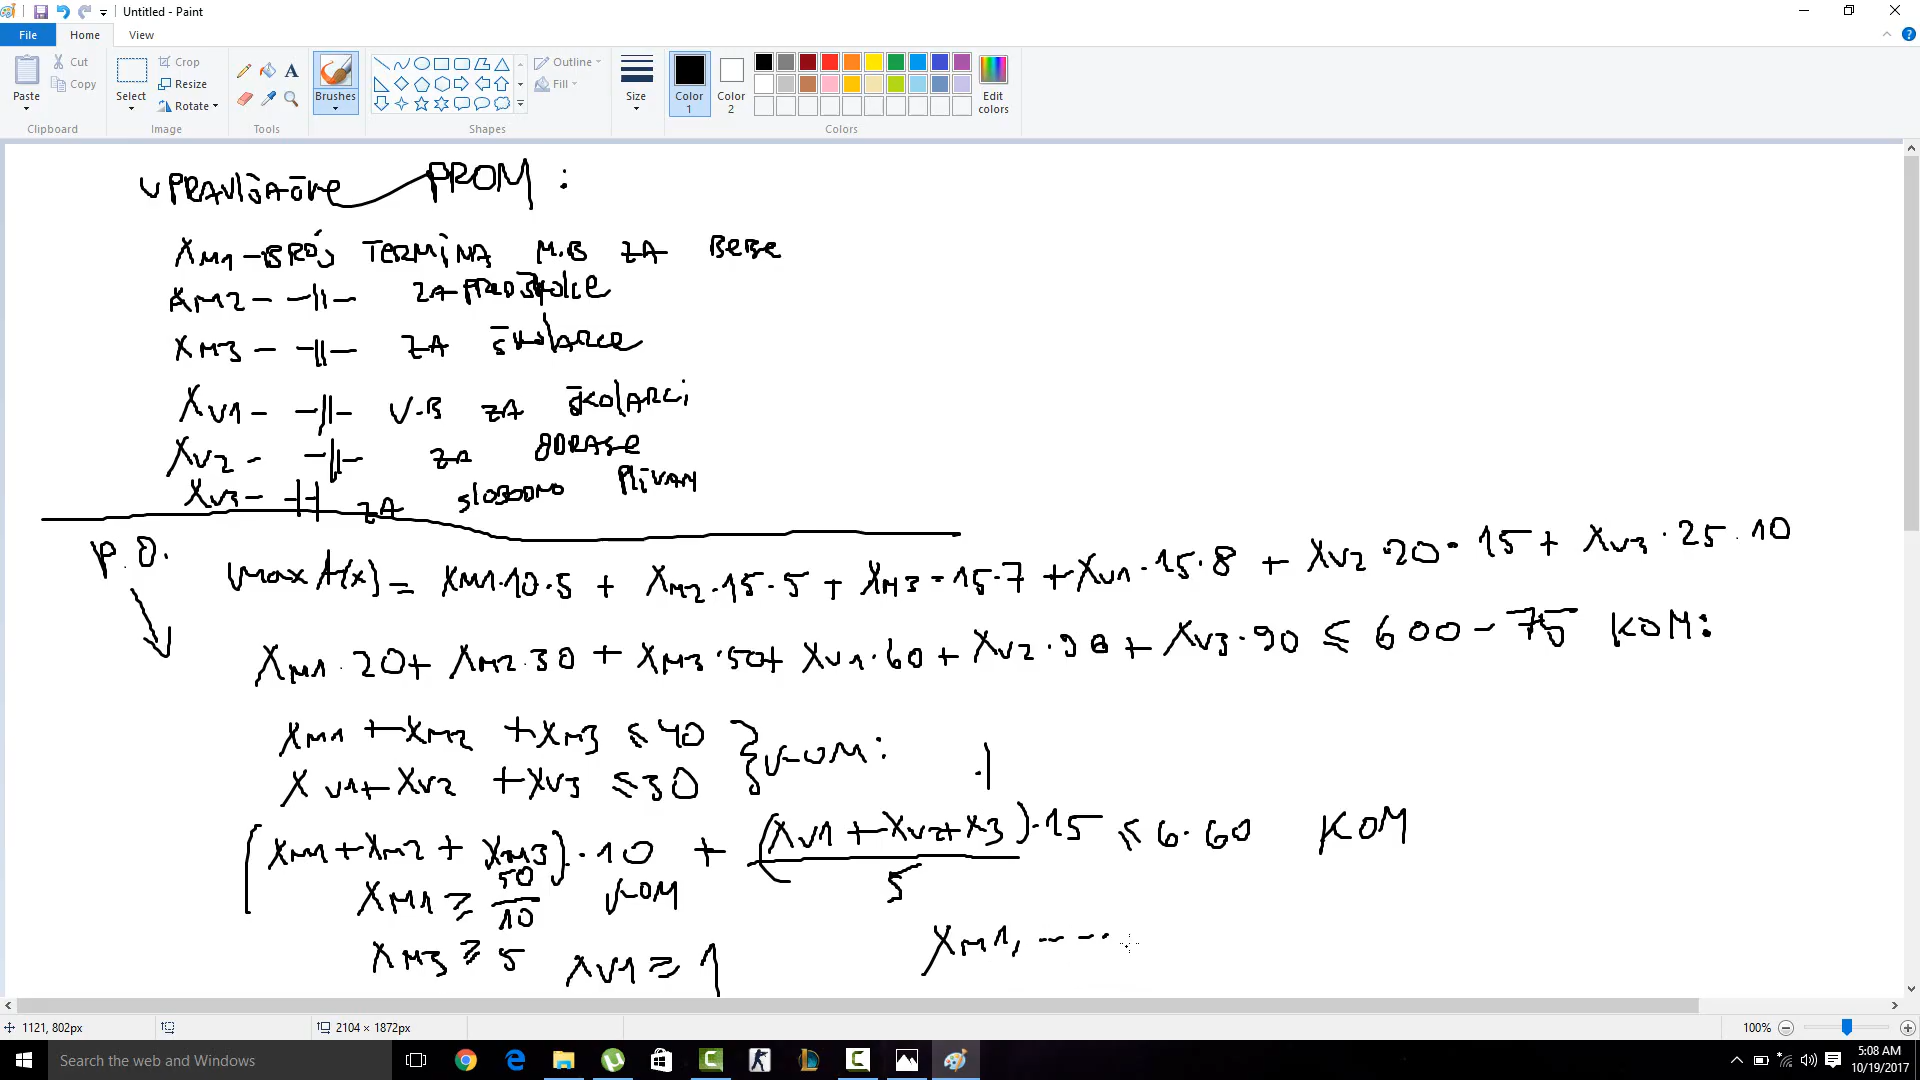 Untitled - Paint
File Home View
Paste Cut Copy Clipboard
Select Crop Resize Rotate Image
Tools
Brushes
Shapes Outline Fill
Size
Color 1 Color 2 Colors Edit colors
UPRAVLJAČKE PROM :
XM1 - BROJ TERMINA M.B ZA BEBE
XM2 - -||- ZA PREDŠKOLCE
XM3 - -||- ZA ŠKOLARCE
XV1 - -||- V.B ZA ŠKOLARCI
XV2 - -||- ZA ODRASE
XV3 - -||- ZA SLOBODNO PLIVAN
P.O.
max f(x) = XM1·10·5 + XM2·15·5 + XM3·15·7 + XV1·15·8 + XV2·20·15 + XV3·25·10
XM1·20 + XM2·30 + XM3·50 + XV1·60 + XV2·90 + XV3·90 ≤ 600 - 75 KOM:
XM1 + XM2 + XM3 ≤ 40
XV1 + XV2 + XV3 ≤ 30 } KOM:
(XM1 + XM2 + XM3)·10 + (XV1 + XV2 + X3)·15 ≤ 6·60 KOM
5
XM1 ≥ 50/10 KOM
XM3 ≥ 5 XV1 ≥ 1
XM1, - - - -
1121, 802px 2104 × 1872px 100%
Search the web and Windows
5:08 AM
10/19/2017